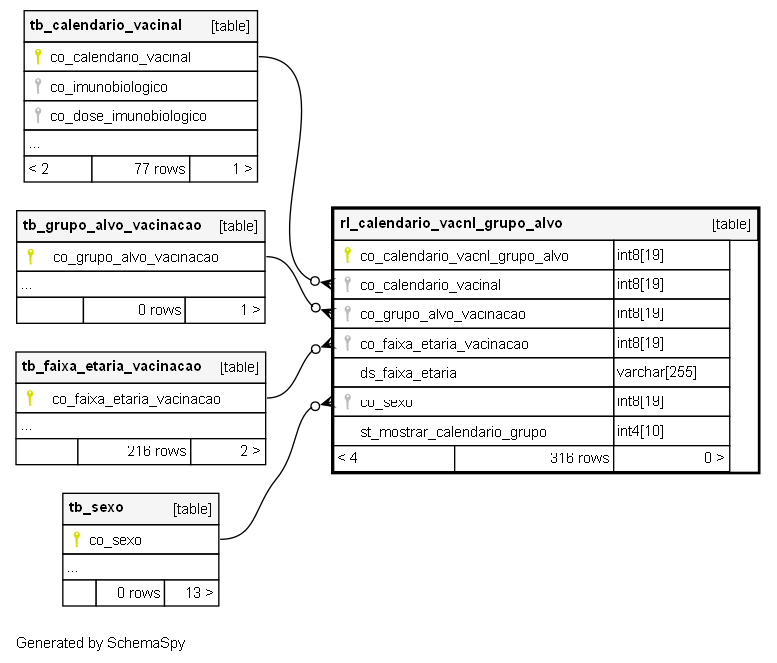 tb_calendario_vacinal [table]
co_calendario_vacinal
co_imunobiologico
co_dose_imunobiologico
...
< 2 77 rows 1 >
tb_grupo_alvo_vacinacao [table]
co_grupo_alvo_vacinacao
...
0 rows 1 >
tb_faixa_etaria_vacinacao [table]
co_faixa_etaria_vacinacao
...
216 rows 2 >
tb_sexo [table]
co_sexo
...
0 rows 13 >
rl_calendario_vacnl_grupo_alvo [table]
co_calendario_vacnl_grupo_alvo int8[19]
co_calendario_vacinal int8[19]
co_grupo_alvo_vacinacao int8[19]
co_faixa_etaria_vacinacao int8[19]
ds_faixa_etaria varchar[255]
co_sexo int8[19]
st_mostrar_calendario_grupo int4[10]
< 4 316 rows 0 >
Generated by SchemaSpy